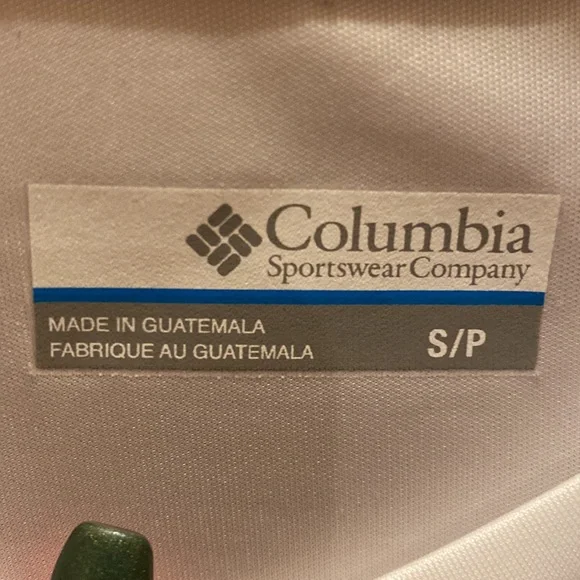 Columbia
Sportswear Company
MADE IN GUATEMALA
FABRIQUE AU GUATEMALA
S/P